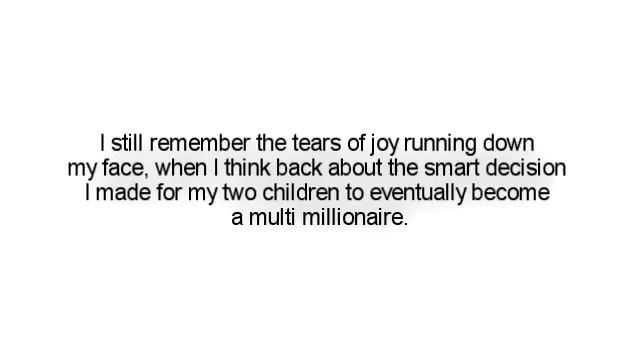 I still remember the tears of joy running down
my face, when I think back about the smart decision
I made for my two children to eventually become
a multi millionaire.